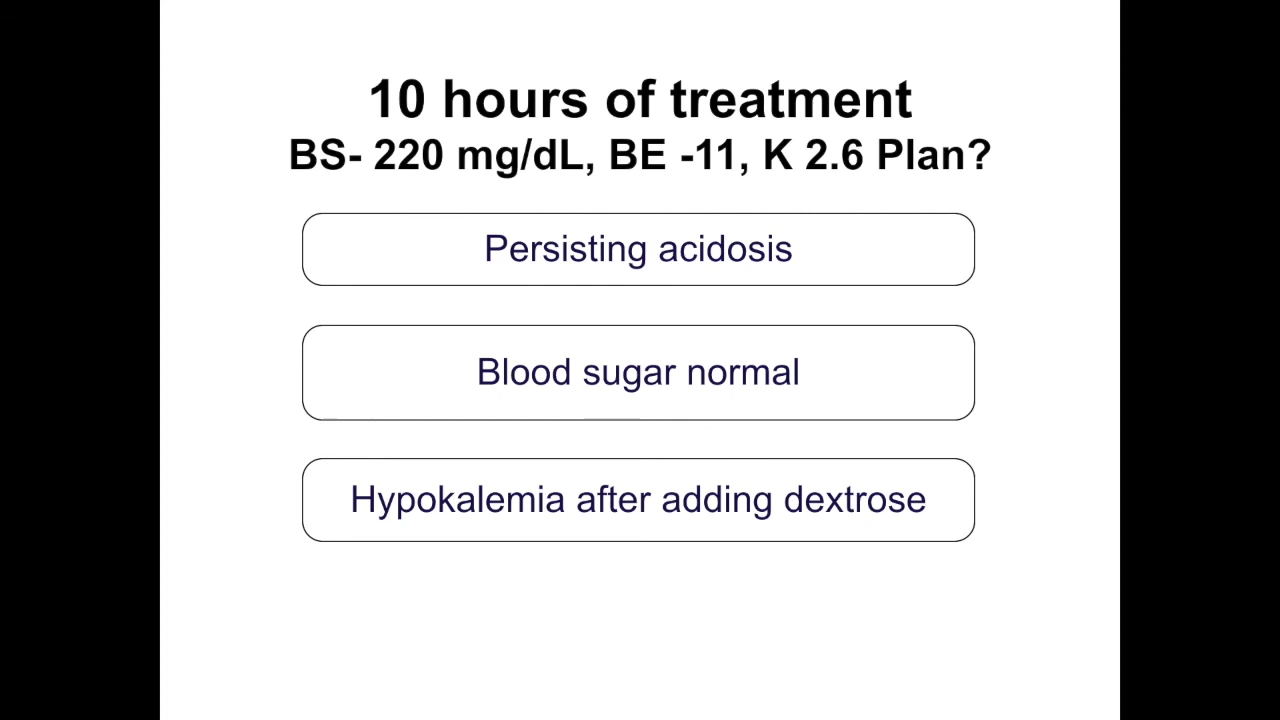 10 hours of treatment
BS- 220 mg/dL, BE -11, K 2.6 Plan?
Persisting acidosis
Blood sugar normal
Hypokalemia after adding dextrose